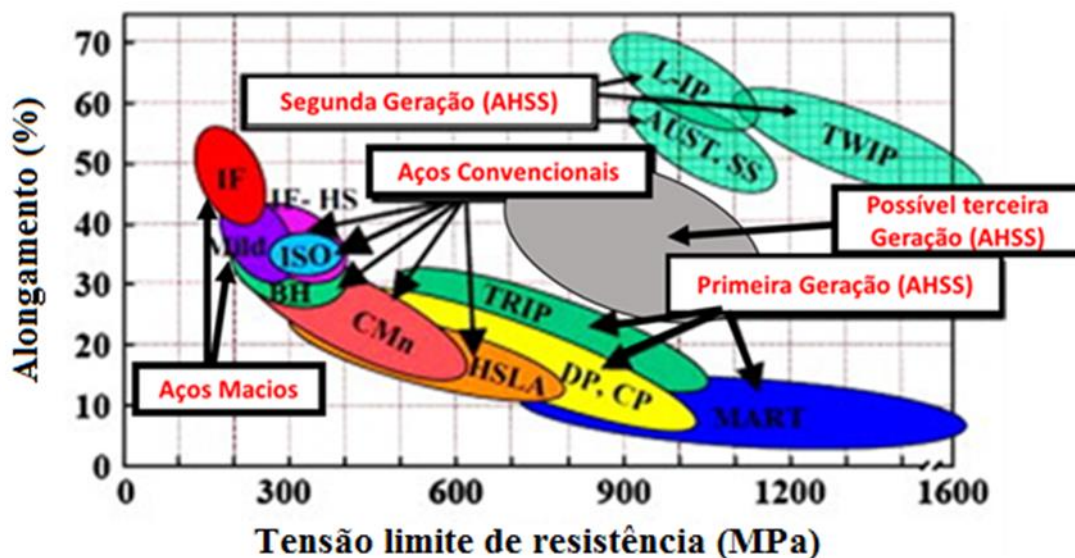 Alongamento (%)
70
60
50
40
30
20
10
0
L-IP
Segunda Geração (AHSS)
AUST. SS
TWIP
IF
Aços Convencionais
IF- HS
Possível terceira
Geração (AHSS)
Mild
ISO
Primeira Geração (AHSS)
BH
TRIP
CMn
HSLA
DP, CP
Aços Macios
MART
0
300
600
900
1200
1600
Tensão limite de resistência (MPa)